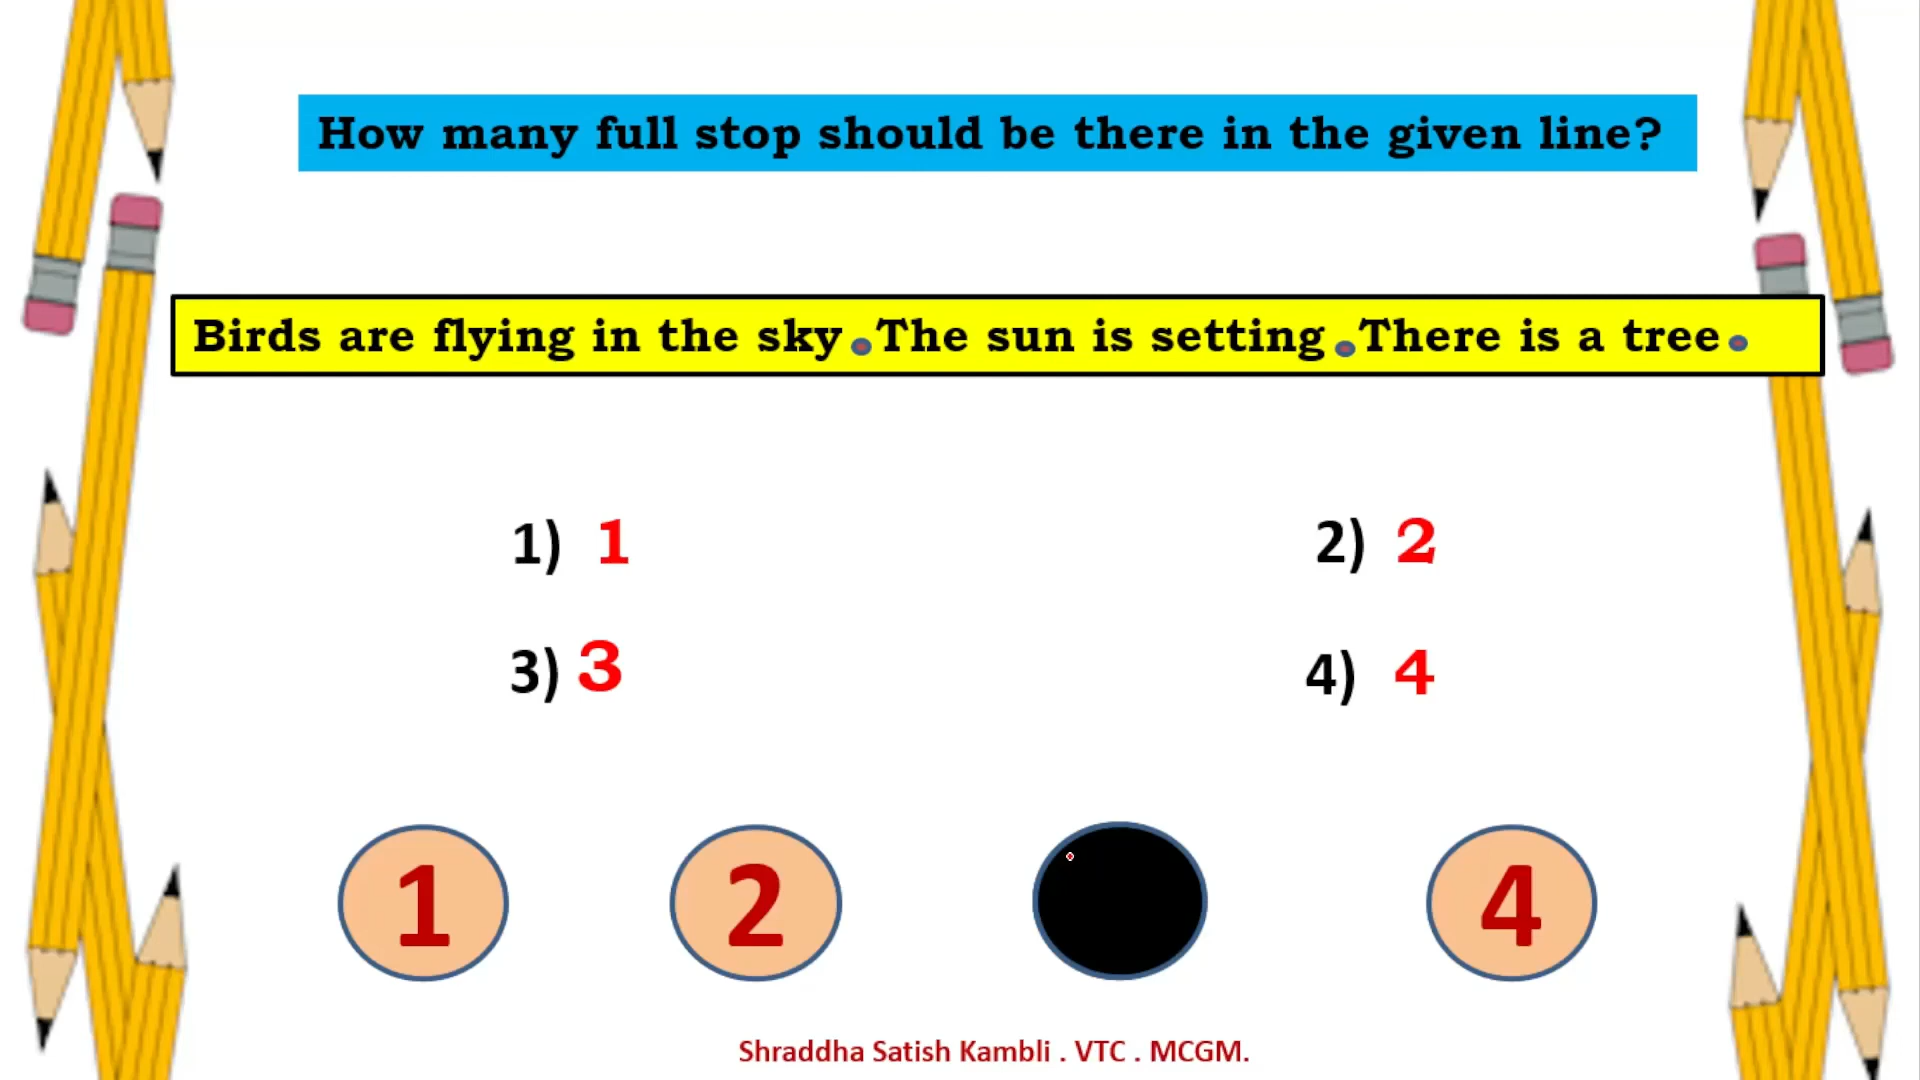 How many full stop should be there in the given line?
Birds are flying in the sky.The sun is setting.There is a tree.
1) 1
2) 2
3) 3
4) 4
1 2 4
Shraddha Satish Kambli . VTC . MCGM.